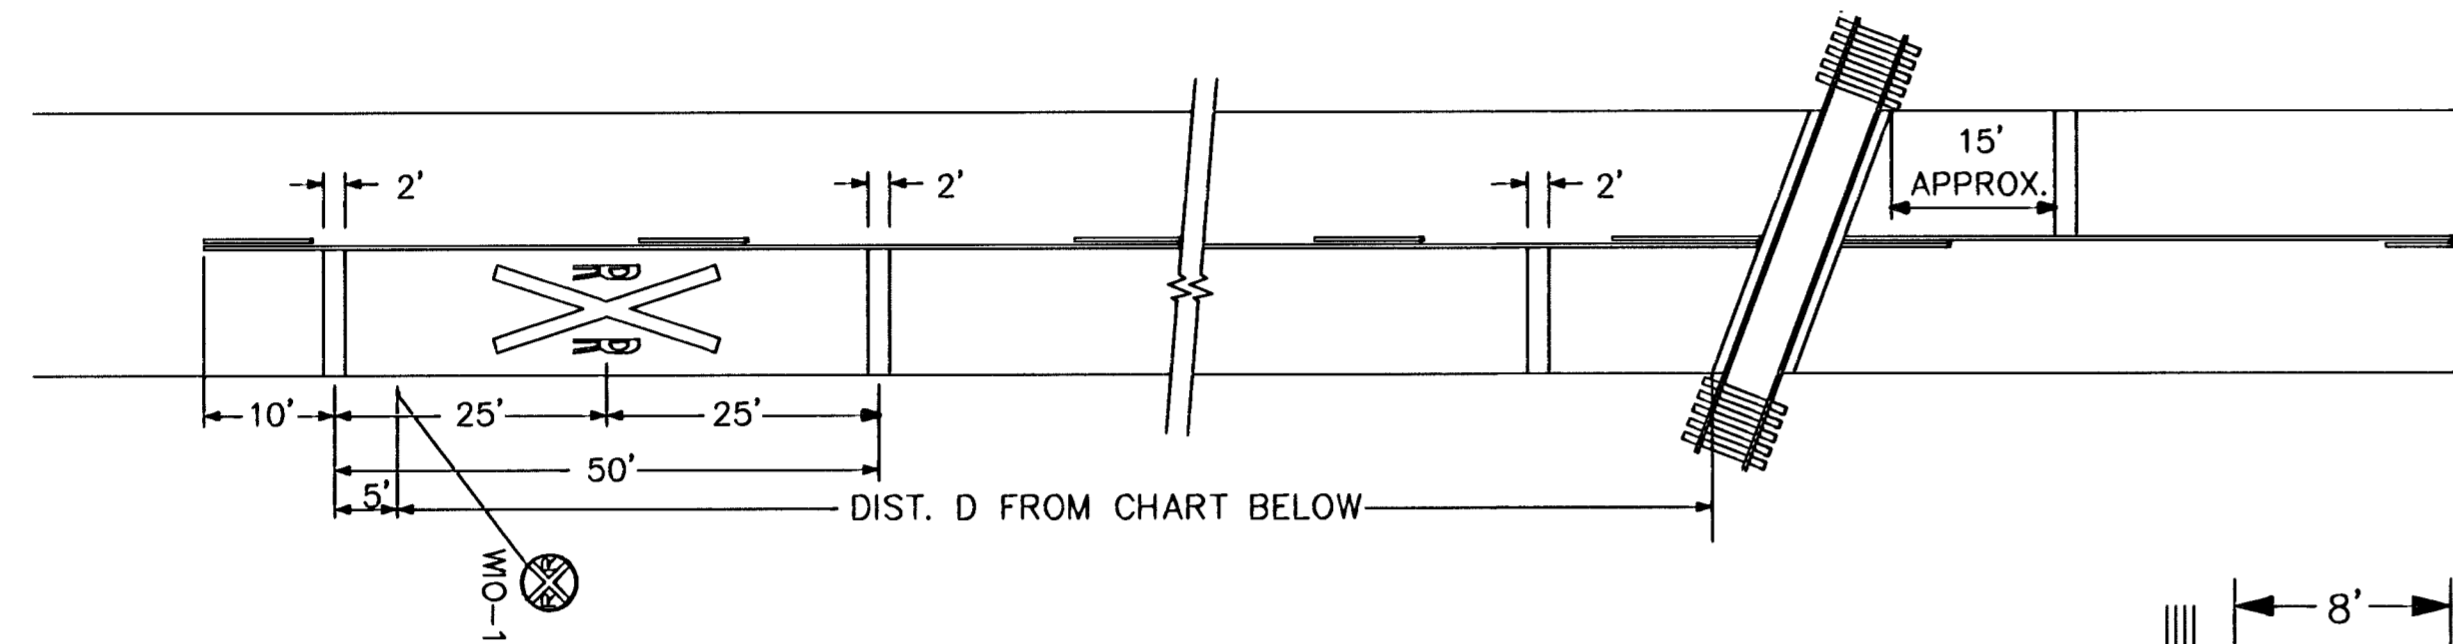 15'
APPROX.
2'
2'
2'
R R
R R
10'
25'
25'
50'
5'
DIST. D FROM CHART BELOW
R R
W10-1
8'